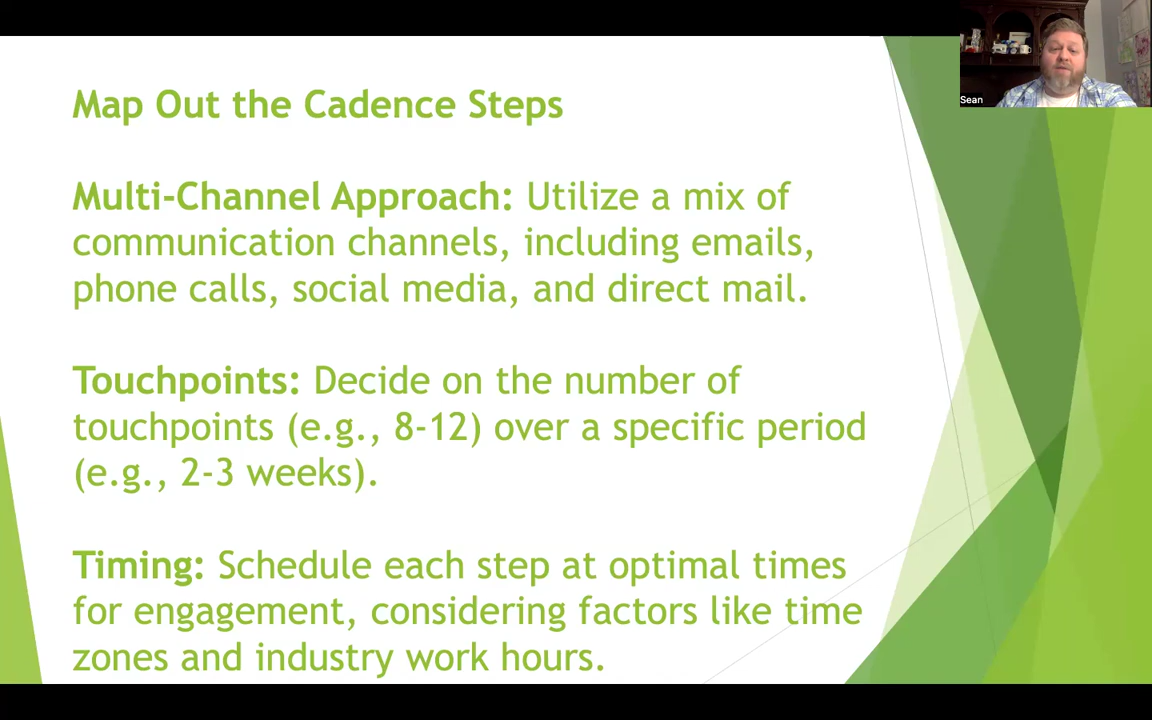 Sean
Map Out the Cadence Steps
Multi-Channel Approach: Utilize a mix of
communication channels, including emails,
phone calls, social media, and direct mail.
Touchpoints: Decide on the number of
touchpoints (e.g., 8-12) over a specific period
(e.g., 2-3 weeks).
Timing: Schedule each step at optimal times
for engagement, considering factors like time
zones and industry work hours.